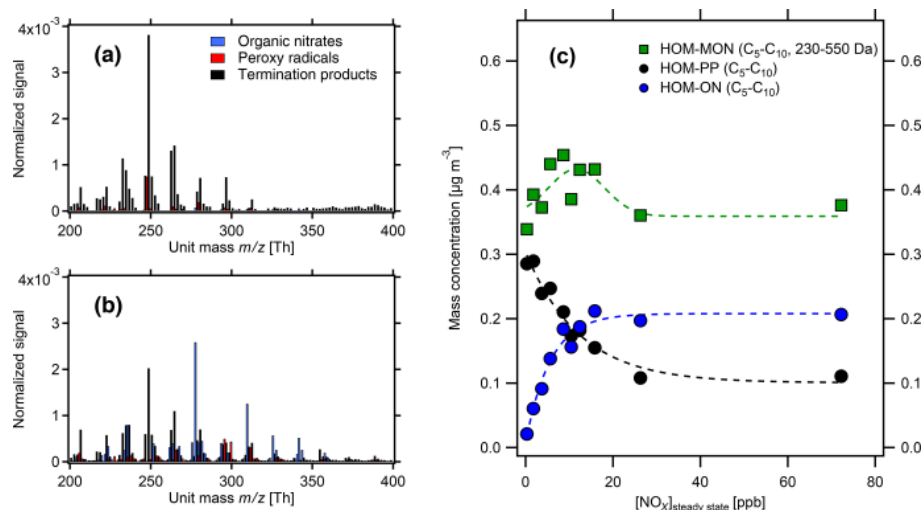 4x10⁻³
(a)
Organic nitrates
Peroxy radicals
Termination products
3
2
1
0
Normalized signal
200 250 300 350 400
Unit mass m/z [Th]
4x10⁻³
(b)
3
2
1
0
Normalized signal
200 250 300 350 400
Unit mass m/z [Th]
(c)
HOM-MON (C₅-C₁₀, 230-550 Da)
HOM-PP (C₅-C₁₀)
HOM-ON (C₅-C₁₀)
0.6 0.6
0.5 0.5
0.4 0.4
0.3 0.3
0.2 0.2
0.1 0.1
0.0 0.0
Mass concentration [µg m⁻³]
0 20 40 60 80
[NOX]steady state [ppb]